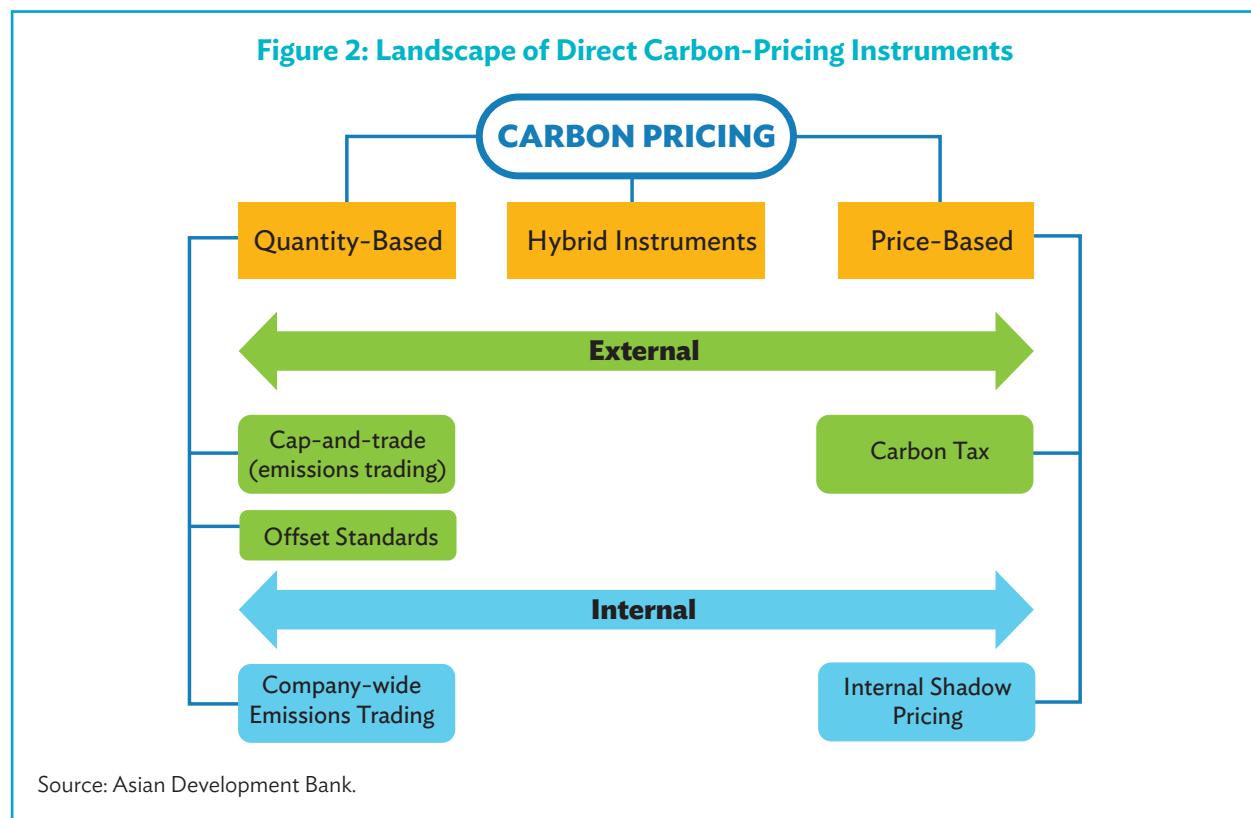 Figure 2: Landscape of Direct Carbon-Pricing Instruments
CARBON PRICING
Quantity-Based
Hybrid Instruments
Price-Based
External
Cap-and-trade
(emissions trading)
Carbon Tax
Offset Standards
Internal
Company-wide
Emissions Trading
Internal Shadow
Pricing
Source: Asian Development Bank.